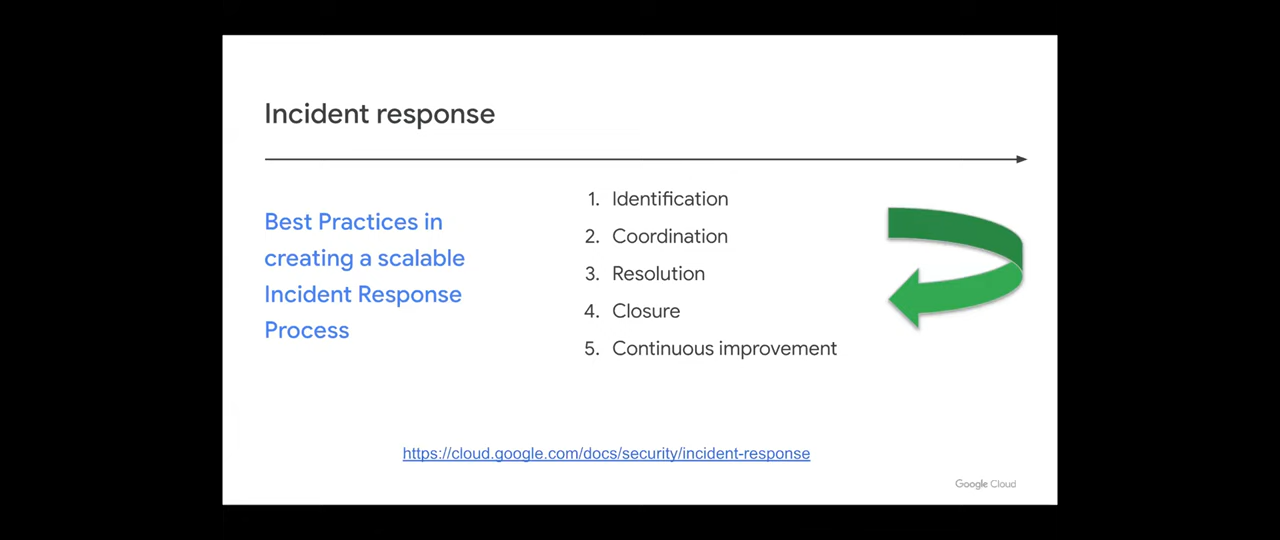 Incident response
Best Practices in
creating a scalable
Incident Response
Process
1. Identification
2. Coordination
3. Resolution
4. Closure
5. Continuous improvement
https://cloud.google.com/docs/security/incident-response
Google Cloud